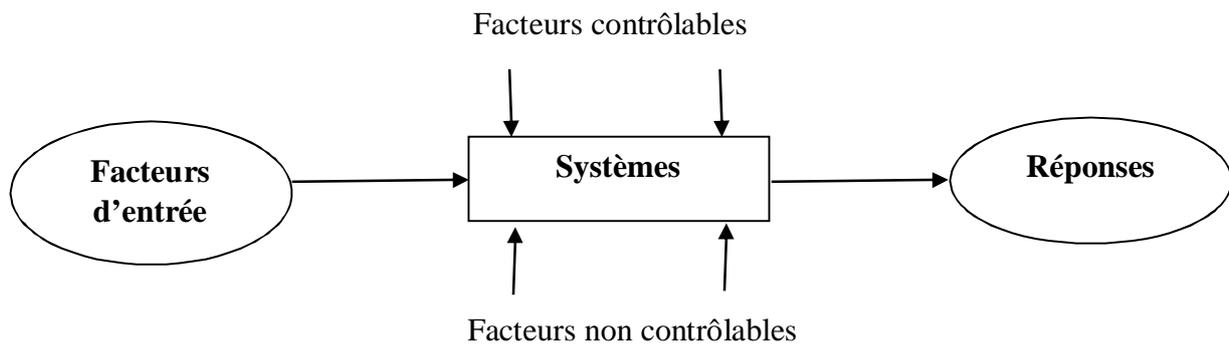 Facteurs contrôlables
Facteurs
d’entrée
Systèmes
Réponses
Facteurs non contrôlables